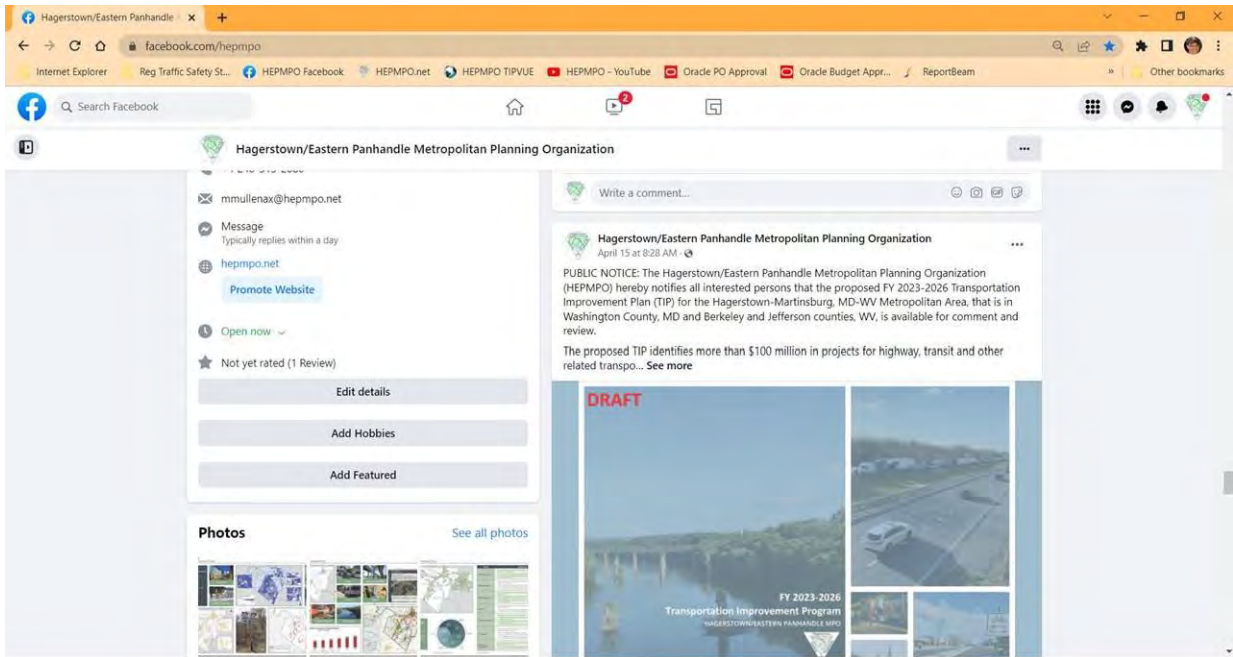 Hagerstown/Eastern Panhandle
facebook.com/hepmpo
Internet Explorer
Reg Traffic Safety St...
HEPMPO Facebook
HEPMPO.net
HEPMPO TIPVUE
HEPMPO - YouTube
Oracle PO Approval
Oracle Budget Appr...
ReportBeam
»
Other bookmarks
Search Facebook
2
Hagerstown/Eastern Panhandle Metropolitan Planning Organization
mmullenax@hepmpo.net
Message
Typically replies within a day
hepmpo.net
Promote Website
Open now
Not yet rated (1 Review)
Edit details
Add Hobbies
Add Featured
Photos
See all photos
Write a comment...
GIF
Hagerstown/Eastern Panhandle Metropolitan Planning Organization
April 15 at 8:28 AM ·
PUBLIC NOTICE: The Hagerstown/Eastern Panhandle Metropolitan Planning Organization
(HEPMPO) hereby notifies all interested persons that the proposed FY 2023-2026 Transportation
Improvement Plan (TIP) for the Hagerstown-Martinsburg, MD-WV Metropolitan Area, that is in
Washington County, MD and Berkeley and Jefferson counties, WV, is available for comment and
review.
The proposed TIP identifies more than $100 million in projects for highway, transit and other
related transpo... See more
DRAFT
FY 2023-2026
Transportation Improvement Program
HAGERSTOWN/EASTERN PANHANDLE MPO